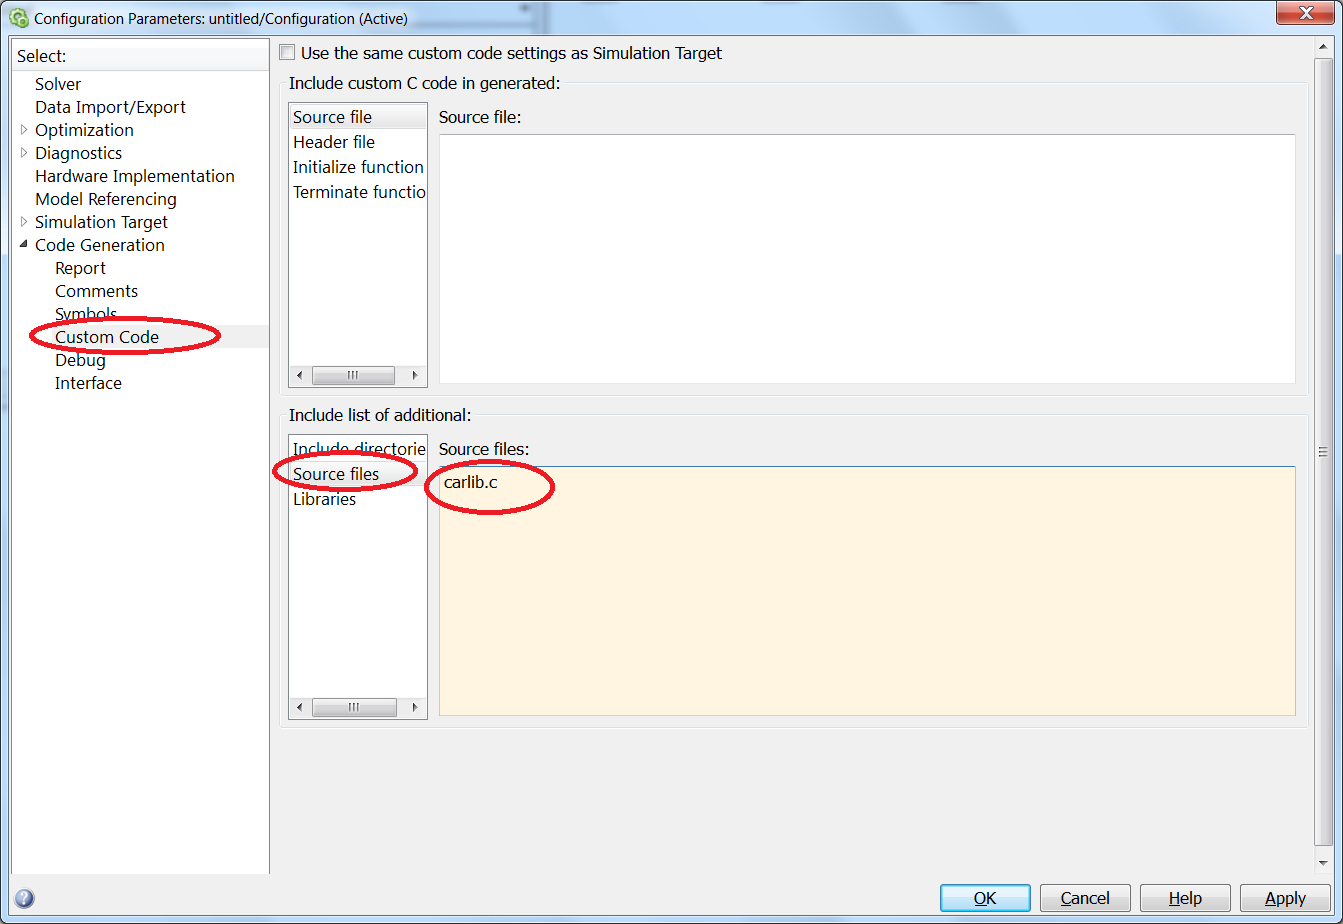 Configuration Parameters: untitled/Configuration (Active)
Select:
Solver
Data Import/Export
Optimization
Diagnostics
Hardware Implementation
Model Referencing
Simulation Target
Code Generation
Report
Comments
Symbols
Custom Code
Debug
Interface
Use the same custom code settings as Simulation Target
Include custom C code in generated:
Source file
Header file
Initialize function
Terminate functio
Source file:
Include list of additional:
Include directorie
Source files
Libraries
Source files:
carlib.c
OK
Cancel
Help
Apply